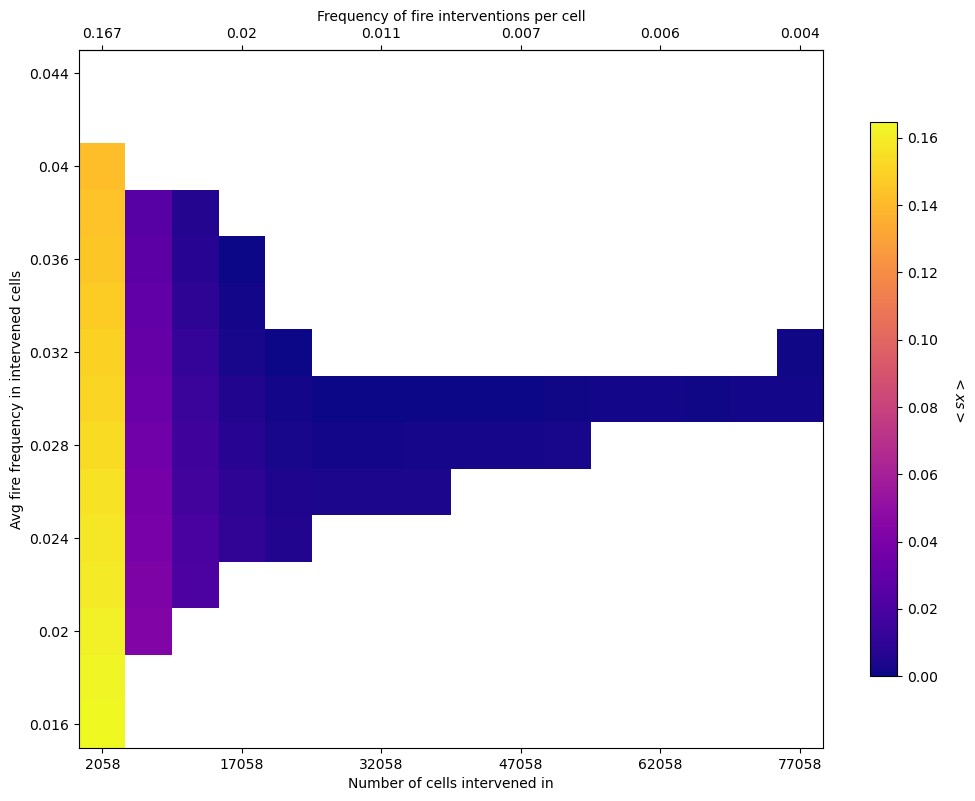 Frequency of fire interventions per cell
0.167 0.02 0.011 0.007 0.006 0.004
Avg fire frequency in intervened cells
0.044
0.04
0.036
0.032
0.028
0.024
0.02
0.016
2058 17058 32058 47058 62058 77058
Number of cells intervened in
0.16
0.14
0.12
0.10
0.08
0.06
0.04
0.02
0.00
< sx >